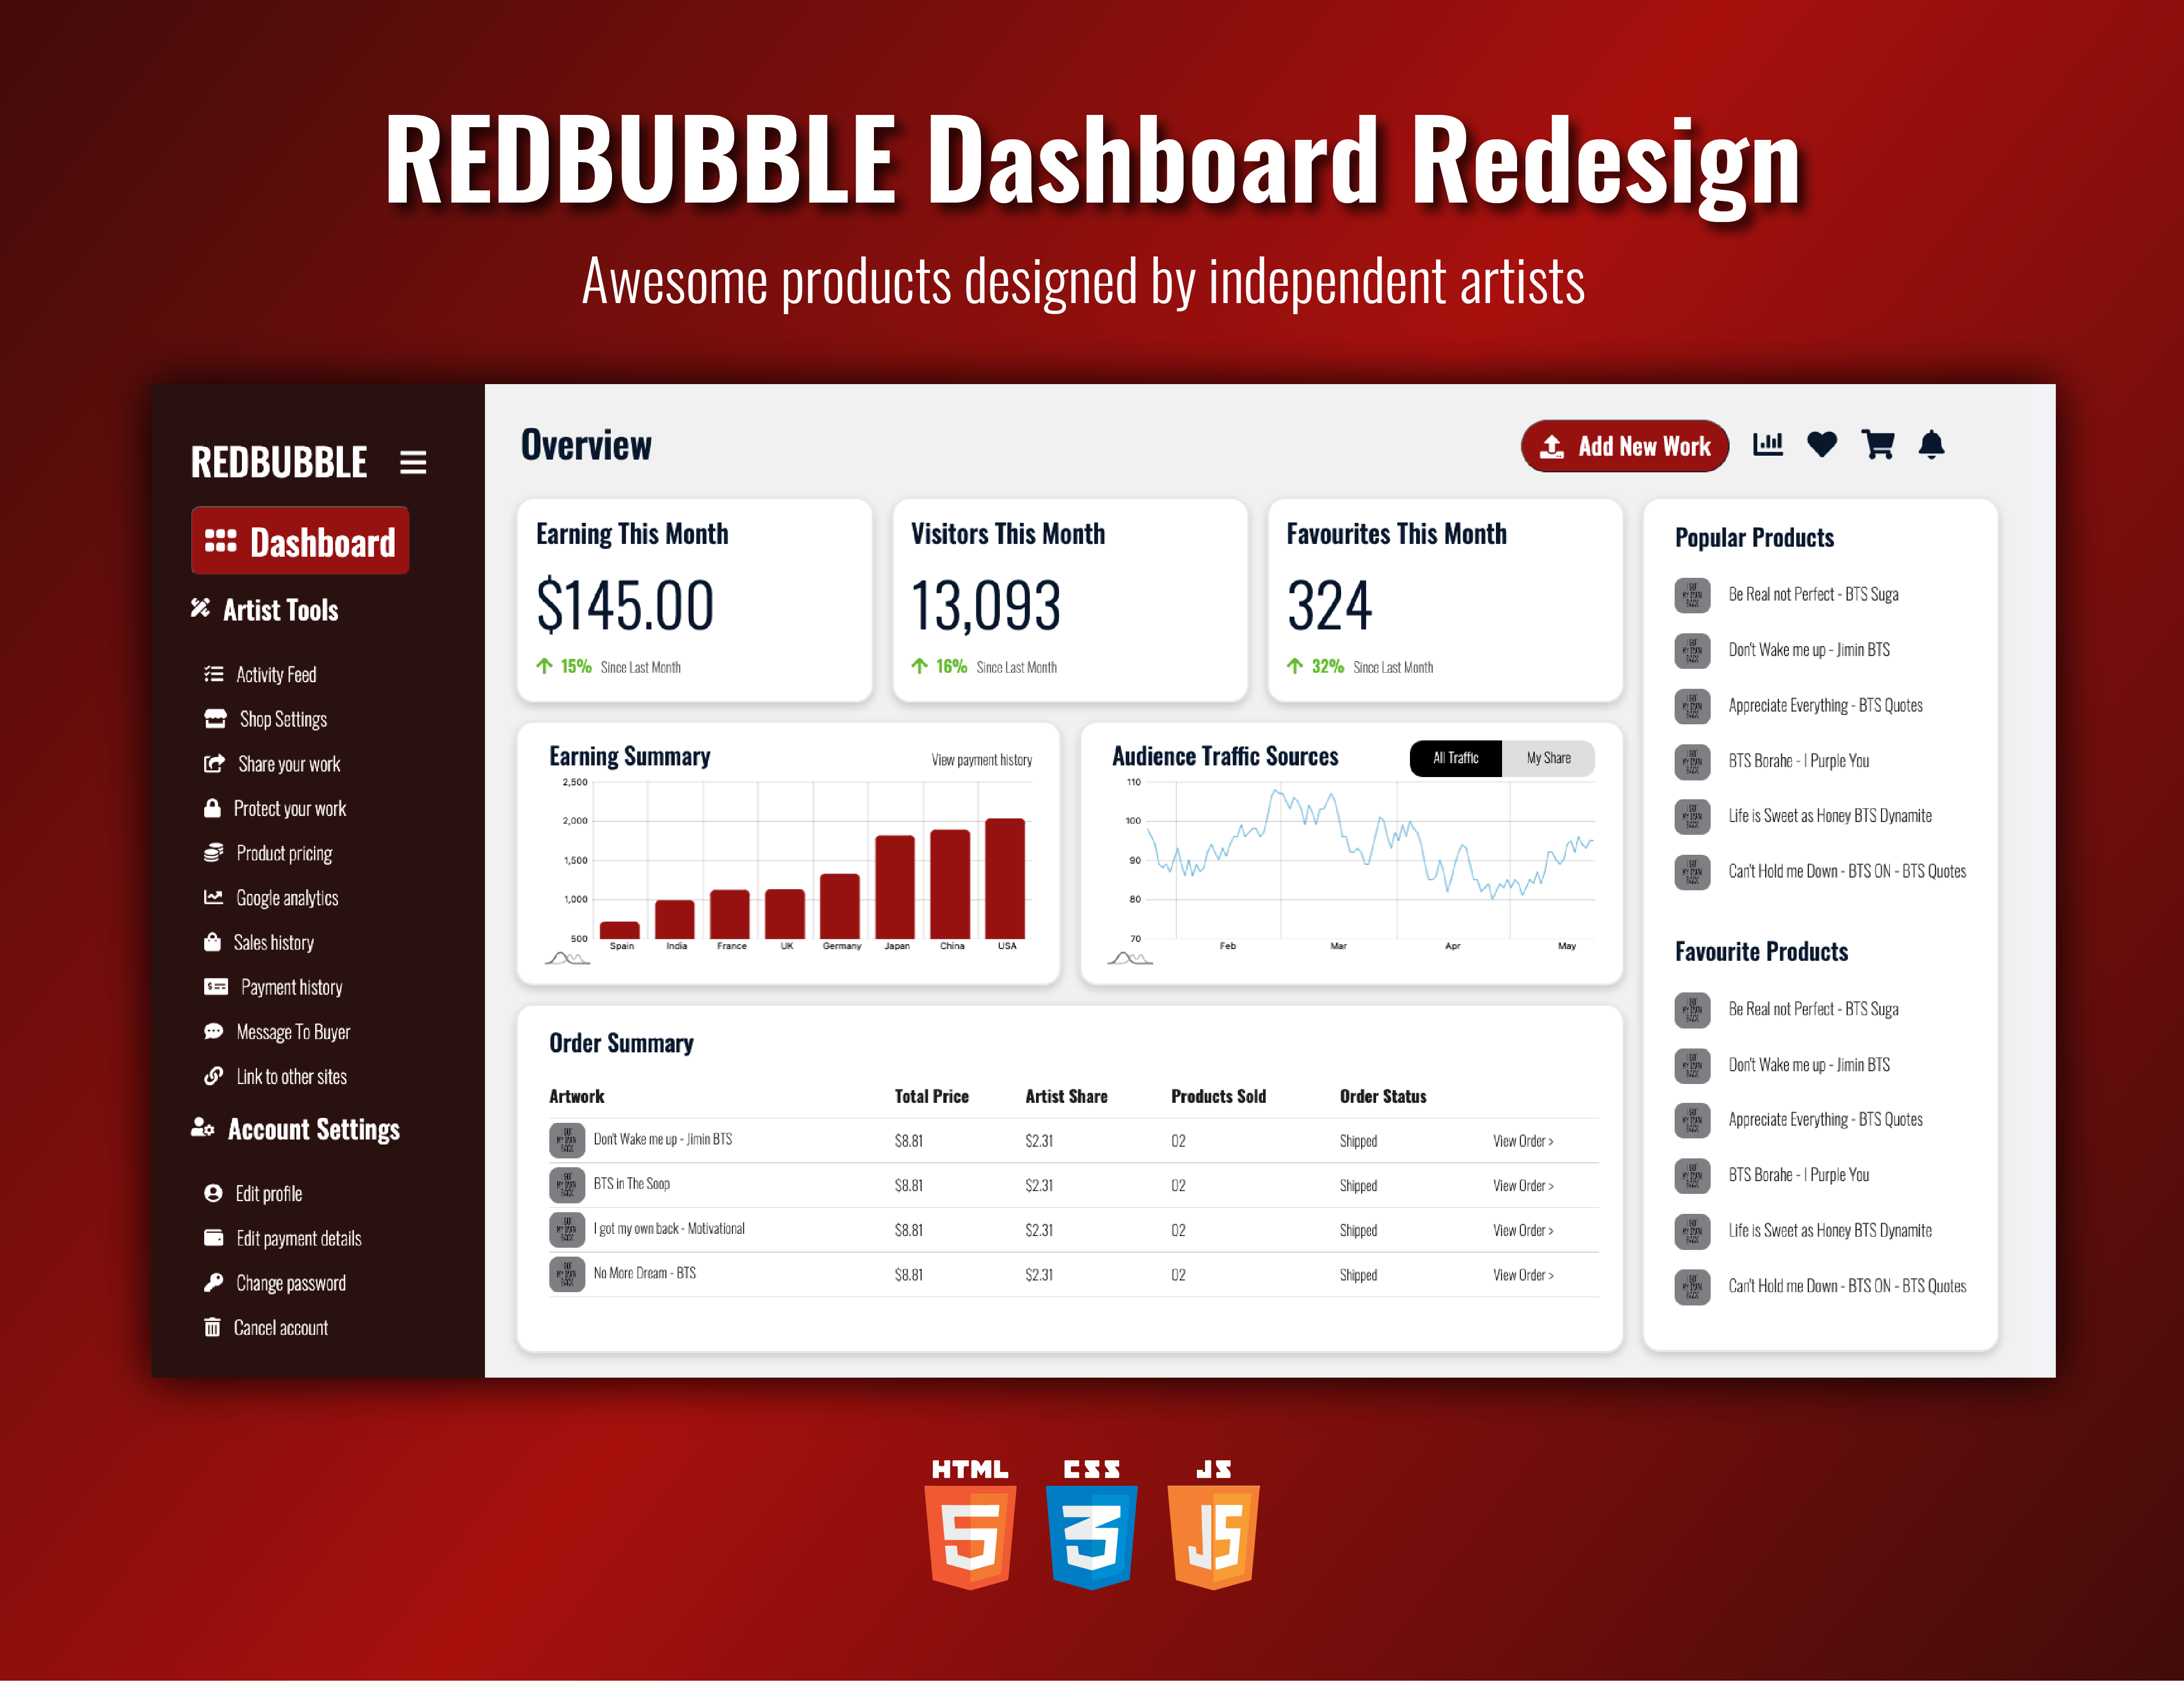 REDBUBBLE Dashboard Redesign
Awesome products designed by independent artists
REDBUBBLE
Dashboard
Artist Tools
Activity Feed
Shop Settings
Share your work
Protect your work
Product pricing
Google analytics
Sales history
Payment history
Message To Buyer
Link to other sites
Account Settings
Edit profile
Edit payment details
Change password
Cancel account
Overview
Add New Work
Earning This Month
$145.00
15% Since Last Month
Visitors This Month
13,093
16% Since Last Month
Favourites This Month
324
32% Since Last Month
Earning Summary
View payment history
2,500
2,000
1,500
1,000
500
Spain India France UK Germany Japan China USA
Audience Traffic Sources
All Traffic My Share
110
100
90
80
70
Feb Mar Apr May
Order Summary
Artwork Total Price Artist Share Products Sold Order Status
Don't Wake me up - Jimin BTS $8.81 $2.31 02 Shipped View Order >
BTS in The Soop $8.81 $2.31 02 Shipped View Order >
I got my own back - Motivational $8.81 $2.31 02 Shipped View Order >
No More Dream - BTS $8.81 $2.31 02 Shipped View Order >
Popular Products
Be Real not Perfect - BTS Suga
Don't Wake me up - Jimin BTS
Appreciate Everything - BTS Quotes
BTS Borahe - I Purple You
Life is Sweet as Honey BTS Dynamite
Can't Hold me Down - BTS ON - BTS Quotes
Favourite Products
Be Real not Perfect - BTS Suga
Don't Wake me up - Jimin BTS
Appreciate Everything - BTS Quotes
BTS Borahe - I Purple You
Life is Sweet as Honey BTS Dynamite
Can't Hold me Down - BTS ON - BTS Quotes
HTML CSS JS
5 3 JS